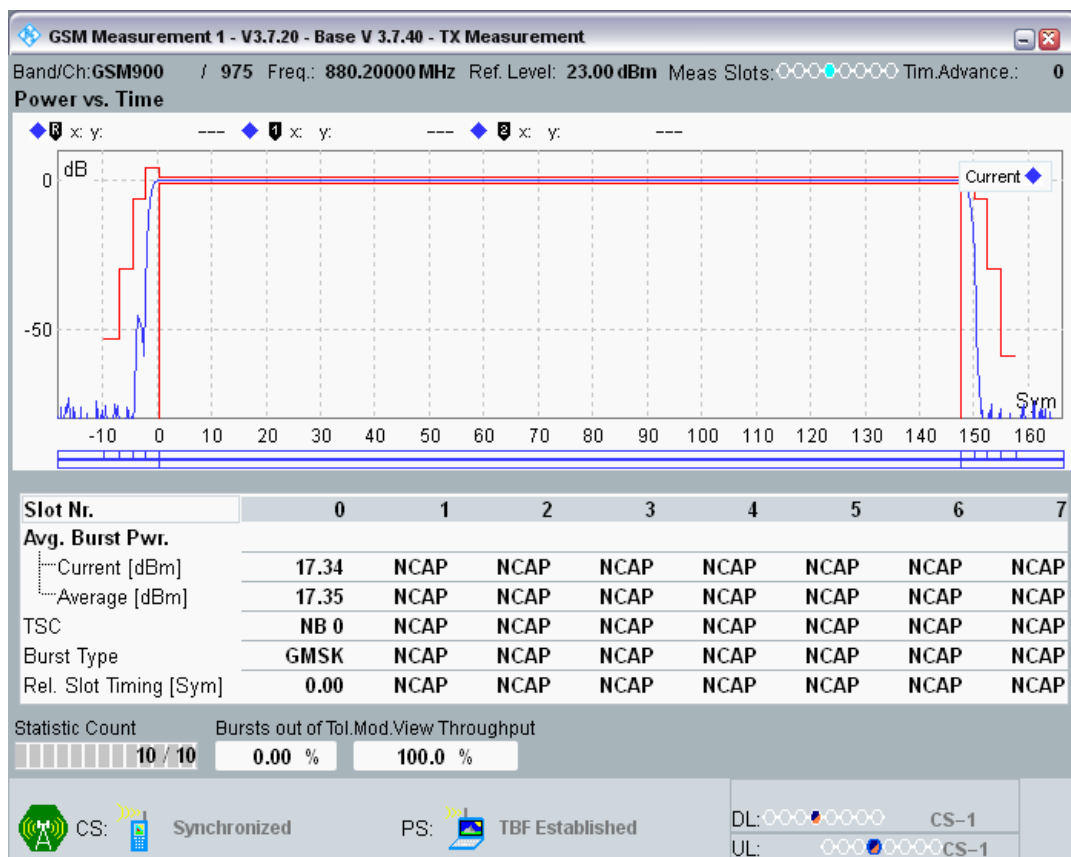 GSM Measurement 1 - V3.7.20 - Base V 3.7.40 - TX Measurement
Band/Ch:GSM900 / 975 Freq.: 880.20000 MHz Ref. Level: 23.00 dBm Meas Slots: Tim.Advance.: 0
Power vs. Time
R x: y: --- 1 x: y: --- 2 x: y: ---
dB
Current
0
-50
Sym
-10 0 10 20 30 40 50 60 70 80 90 100 110 120 130 140 150 160
Slot Nr. 0 1 2 3 4 5 6 7
Avg. Burst Pwr.
Current [dBm] 17.34 NCAP NCAP NCAP NCAP NCAP NCAP NCAP
Average [dBm] 17.35 NCAP NCAP NCAP NCAP NCAP NCAP NCAP
TSC NB 0 NCAP NCAP NCAP NCAP NCAP NCAP NCAP
Burst Type GMSK NCAP NCAP NCAP NCAP NCAP NCAP NCAP
Rel. Slot Timing [Sym] 0.00 NCAP NCAP NCAP NCAP NCAP NCAP NCAP
Statistic Count Bursts out of Tol. Mod.View Throughput
10 / 10 0.00 % 100.0 %
CS: Synchronized PS: TBF Established DL: CS-1
UL: CS-1